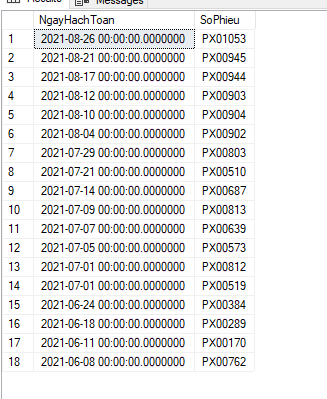 Results Messages
NgayHachToan SoPhieu
1 2021-08-26 00:00:00.0000000 PX01053
2 2021-08-21 00:00:00.0000000 PX00945
3 2021-08-17 00:00:00.0000000 PX00944
4 2021-08-12 00:00:00.0000000 PX00903
5 2021-08-10 00:00:00.0000000 PX00904
6 2021-08-04 00:00:00.0000000 PX00902
7 2021-07-29 00:00:00.0000000 PX00803
8 2021-07-21 00:00:00.0000000 PX00510
9 2021-07-14 00:00:00.0000000 PX00687
10 2021-07-09 00:00:00.0000000 PX00813
11 2021-07-07 00:00:00.0000000 PX00639
12 2021-07-05 00:00:00.0000000 PX00573
13 2021-07-01 00:00:00.0000000 PX00812
14 2021-07-01 00:00:00.0000000 PX00519
15 2021-06-24 00:00:00.0000000 PX00384
16 2021-06-18 00:00:00.0000000 PX00289
17 2021-06-11 00:00:00.0000000 PX00170
18 2021-06-08 00:00:00.0000000 PX00762